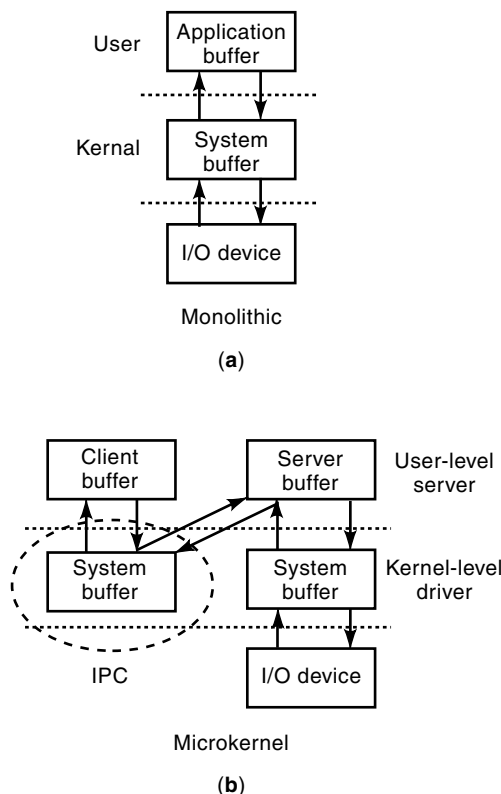 User
Application
buffer
Kernal
System
buffer
I/O device
Monolithic
(a)
Client
buffer
Server
buffer
User-level
server
System
buffer
System
buffer
Kernel-level
driver
IPC
I/O device
Microkernel
(b)